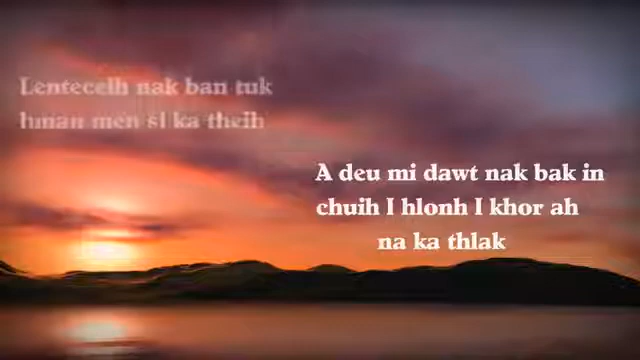 Lentecelh nak ban tuk
hman men sl ka theih
A deu mi dawt nak bak in
chuih I hlonh I khor ah
na ka thlak